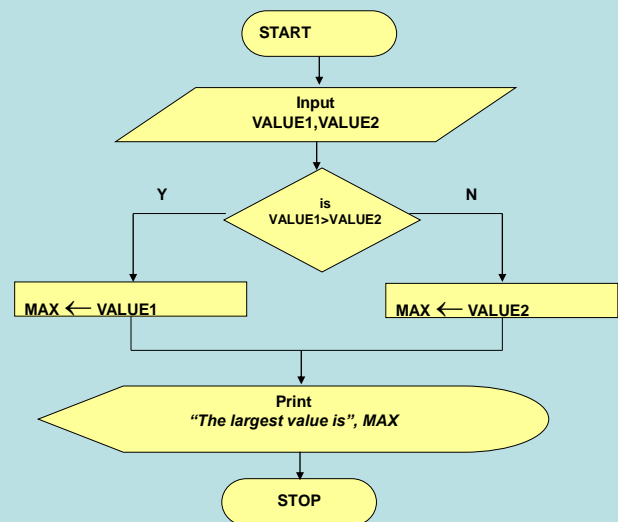 START
Input
VALUE1,VALUE2
Y
is
VALUE1>VALUE2
N
MAX ← VALUE1
MAX ← VALUE2
Print
“The largest value is”, MAX
STOP